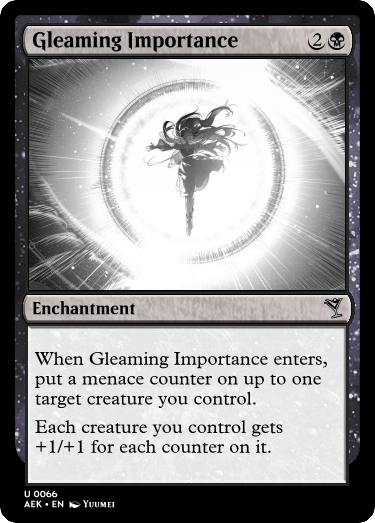 Gleaming Importance 2
Enchantment
When Gleaming Importance enters,
put a menace counter on up to one
target creature you control.
Each creature you control gets
+1/+1 for each counter on it.
U 0066
AEK • EN Yuumei